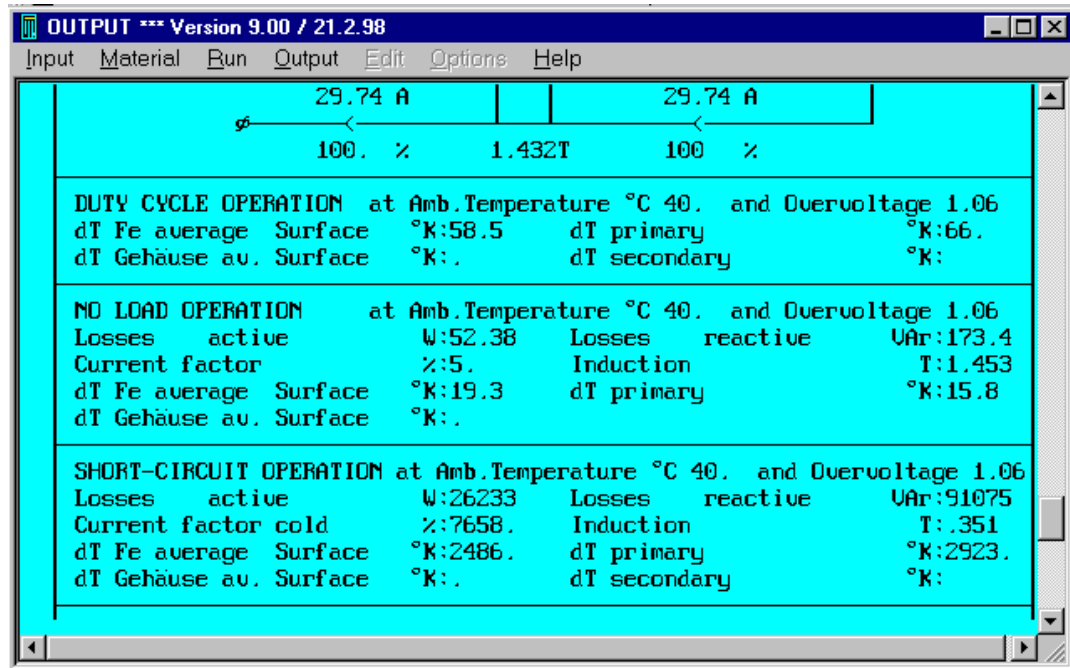 OUTPUT *** Version 9.00 / 21.2.98
Input Material Run Output Edit Options Help
29.74 A 29.74 A
100. % 1.432T 100 %
DUTY CYCLE OPERATION at Amb.Temperature °C 40. and Overvoltage 1.06
dT Fe average Surface °K:58.5 dT primary °K:66.
dT Gehäuse av. Surface °K:. dT secondary °K:
NO LOAD OPERATION at Amb.Temperature °C 40. and Overvoltage 1.06
Losses active W:52.38 Losses reactive VAr:173.4
Current factor %:5. Induction T:1.453
dT Fe average Surface °K:19.3 dT primary °K:15.8
dT Gehäuse av. Surface °K:.
SHORT-CIRCUIT OPERATION at Amb.Temperature °C 40. and Overvoltage 1.06
Losses active W:26233 Losses reactive VAr:91075
Current factor cold %:7658. Induction T:.351
dT Fe average Surface °K:2486. dT primary °K:2923.
dT Gehäuse av. Surface °K:. dT secondary °K: